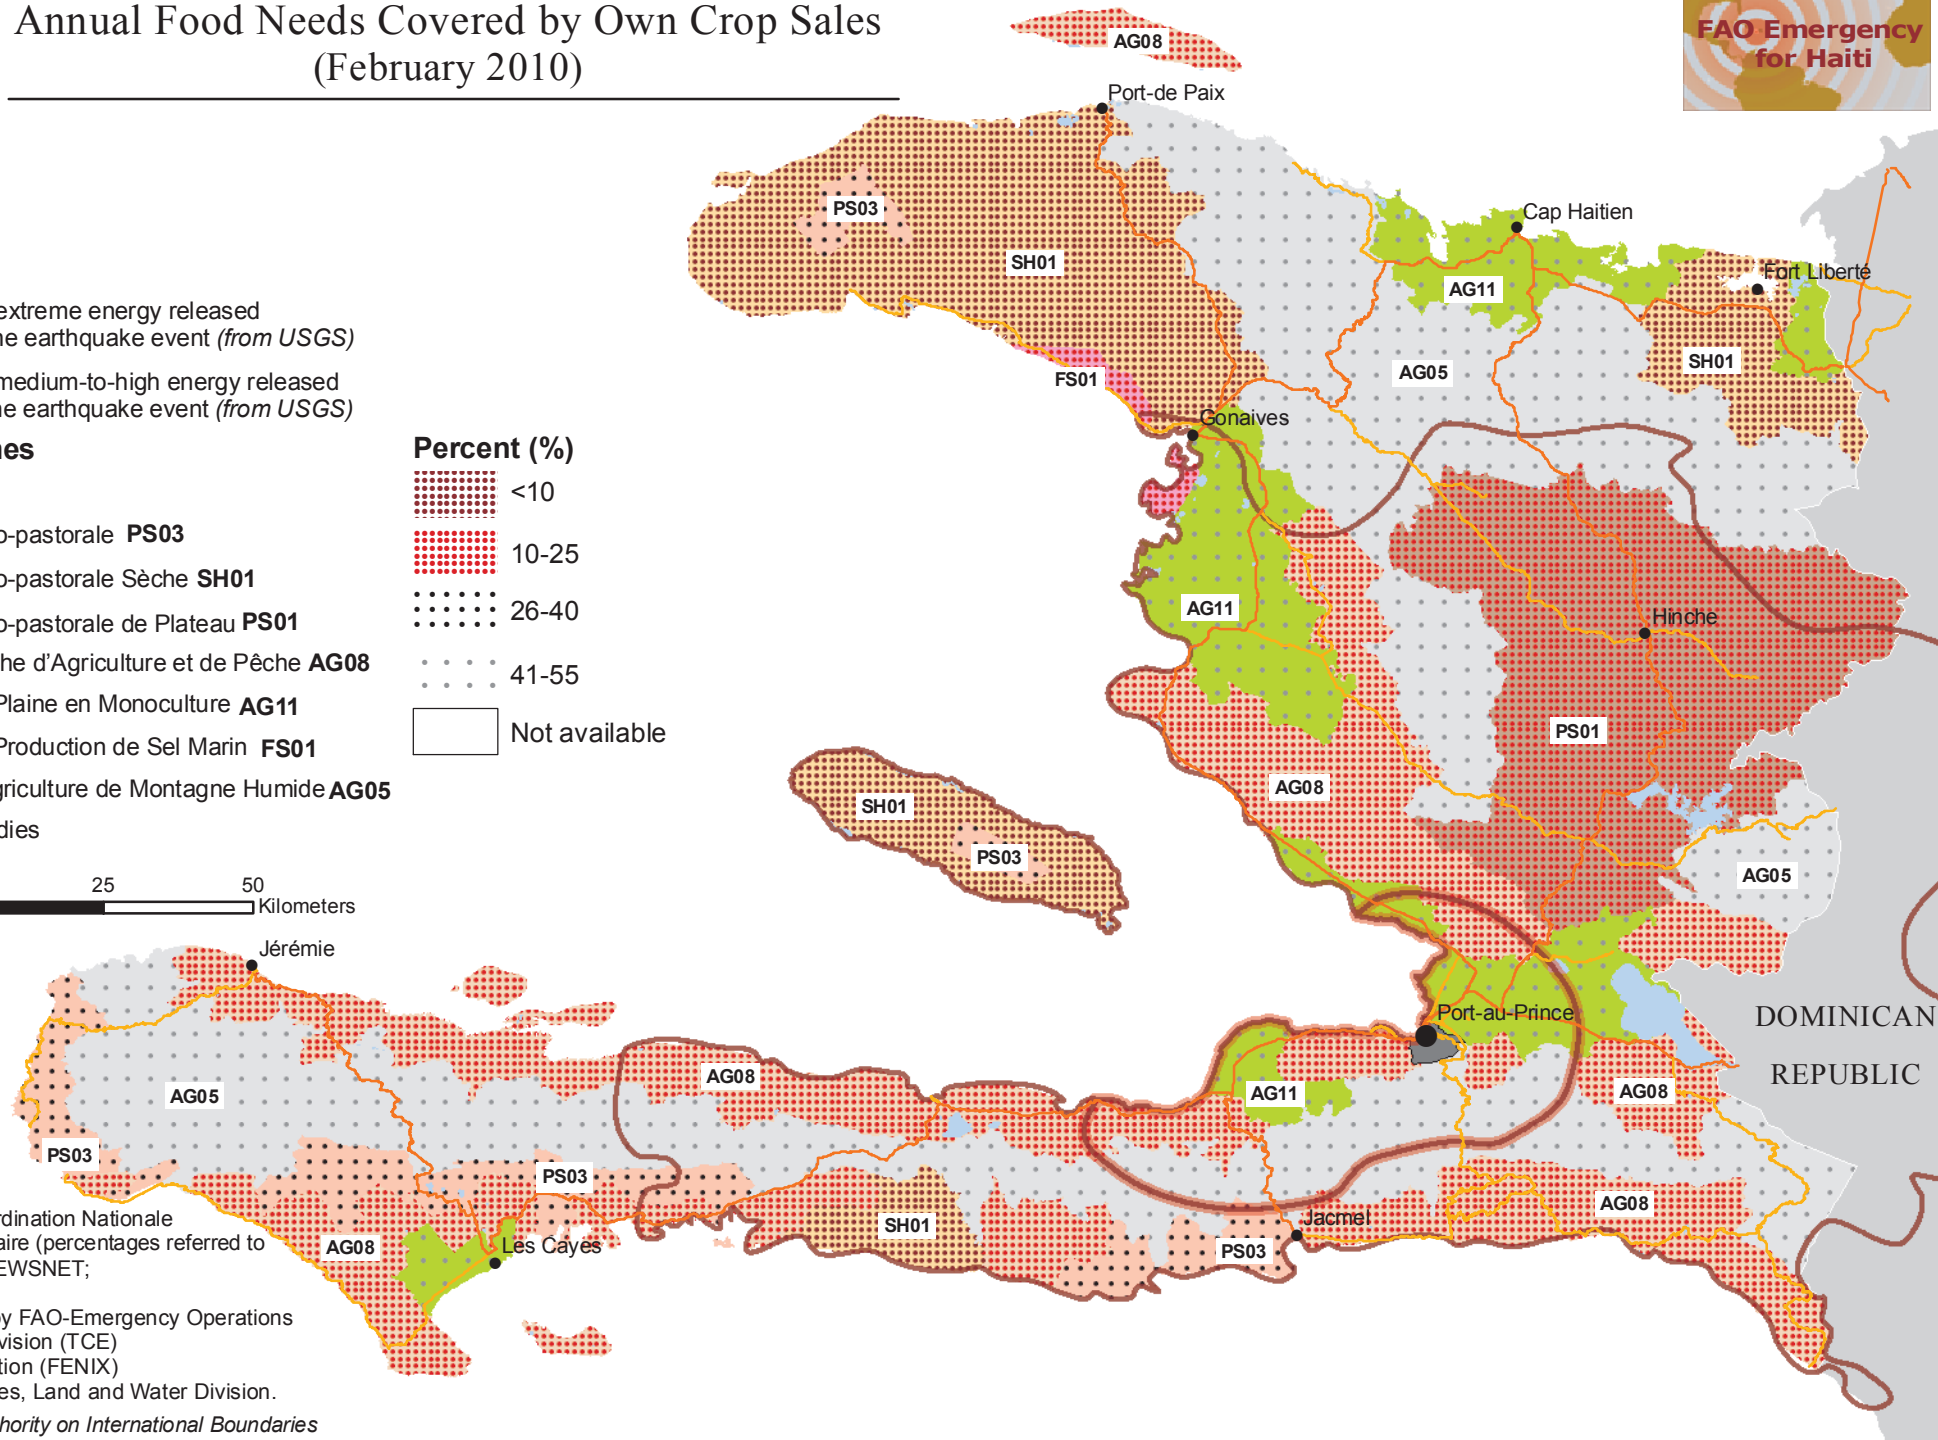 Annual Food Needs Covered by Own Crop Sales
(February 2010)
FAO Emergency
for Haiti
AG08
Port-de Paix
PS03
SH01
Cap Haitien
AG11
Fort Liberté
SH01
AG05
FS01
Gonaives
extreme energy released
earthquake event (from USGS)
medium-to-high energy released
earthquake event (from USGS)
Percent (%)
<10
10-25
26-40
41-55
Not available
o-pastorale PS03
o-pastorale Sèche SH01
o-pastorale de Plateau PS01
he d'Agriculture et de Pêche AG08
Plaine en Monoculture AG11
Production de Sel Marin FS01
griculture de Montagne Humide AG05
dies
25
50
Kilometers
AG11
Hinche
PS01
AG08
SH01
PS03
AG05
Jérémie
Port-au-Prince
DOMINICAN
REPUBLIC
AG05
AG08
AG11
AG08
PS03
PS03
AG08
Les Cayes
SH01
PS03
Jacmel
AG08
rdination Nationale
aire (percentages referred to
EWSNET;
by FAO-Emergency Operations
vision (TCE)
tion (FENIX)
es, Land and Water Division.
hority on International Boundaries